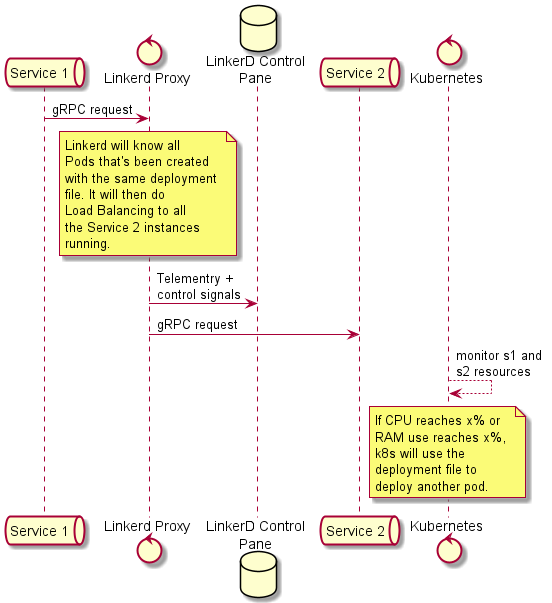 LinkerD Control
Pane
Service 1
Linkerd Proxy
Service 2
Kubernetes
gRPC request
Linkerd will know all
Pods that's been created
with the same deployment
file. It will then do
Load Balancing to all
the Service 2 instances
running.
Telementry +
control signals
gRPC request
monitor s1 and
s2 resources
If CPU reaches x% or
RAM use reaches x%,
k8s will use the
deployment file to
deploy another pod.
Service 1
Linkerd Proxy
LinkerD Control
Pane
Service 2
Kubernetes